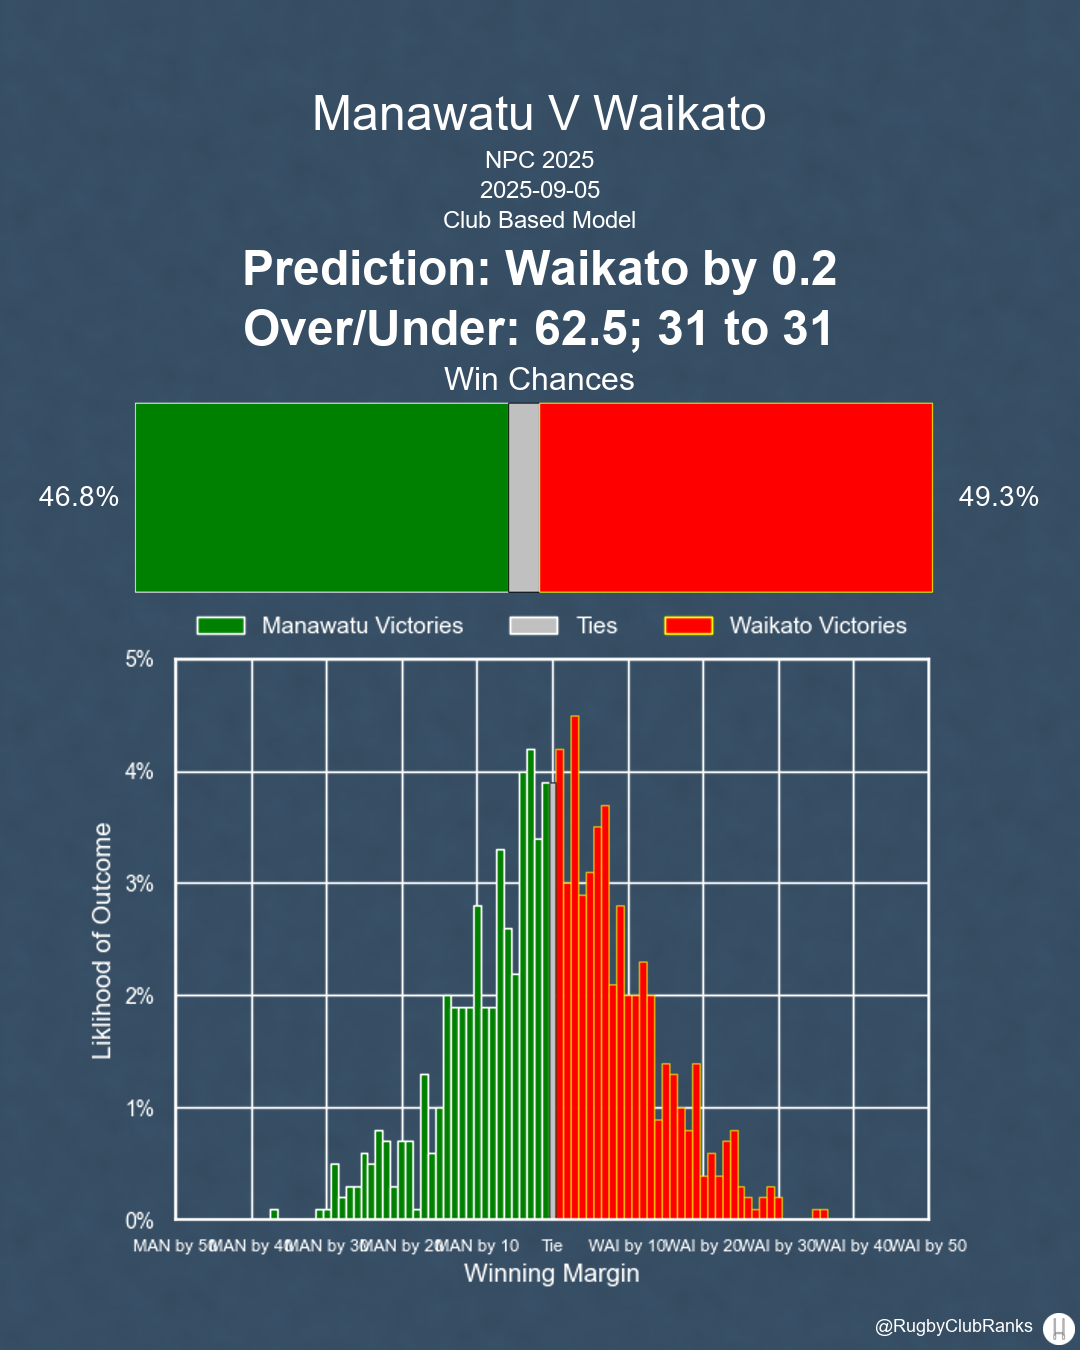 Manawatu V Waikato
NPC 2025
2025-09-05
Club Based Model
Prediction: Waikato by 0.2
Over/Under: 62.5; 31 to 31
Win Chances
46.8%
49.3%
Manawatu Victories Ties Waikato Victories
5%
4%
3%
2%
1%
0%
Liklihood of Outcome
MAN by 50 MAN by 40 MAN by 30 MAN by 20 MAN by 10 Tie WAI by 10 WAI by 20 WAI by 30 WAI by 40 WAI by 50
Winning Margin
@RugbyClubRanks